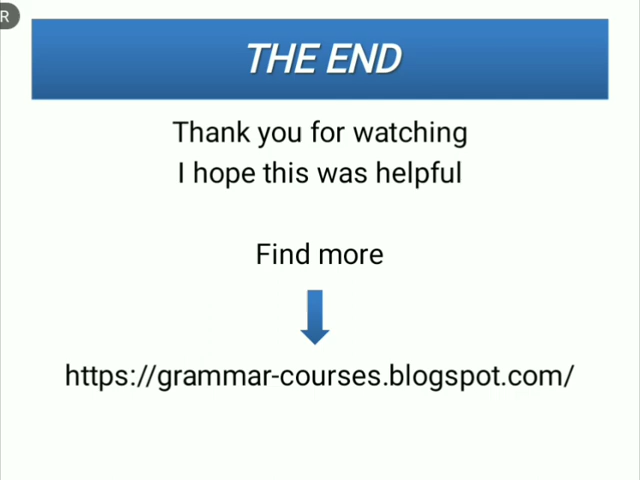 R
THE END
Thank you for watching
I hope this was helpful
Find more
https://grammar-courses.blogspot.com/